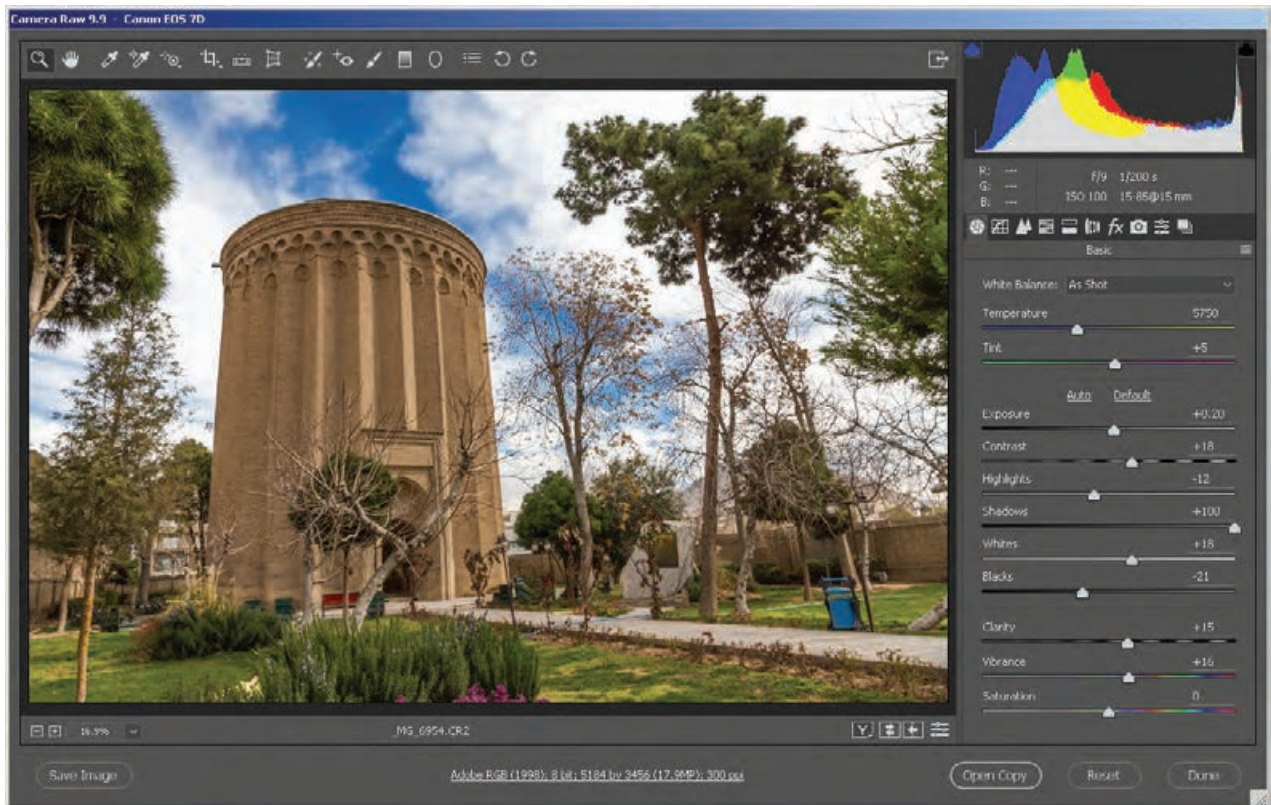 Camera Raw 9.9 - Canon EOS 7D
R: ---
G: ---
B: ---
f/9 1/200 s
ISO 100 15-85@15 mm
Basic
White Balance: As Shot
Temperature 5750
Tint +5
Auto Default
Exposure +0.20
Contrast +18
Highlights -12
Shadows +100
Whites +18
Blacks -21
Clarity +15
Vibrance +16
Saturation 0
16.5% _MG_6954.CR2
Save Image
Adobe RGB (1998); 8 bit; 5184 by 3456 (17.9MP); 300 ppi
Open Copy Reset Done